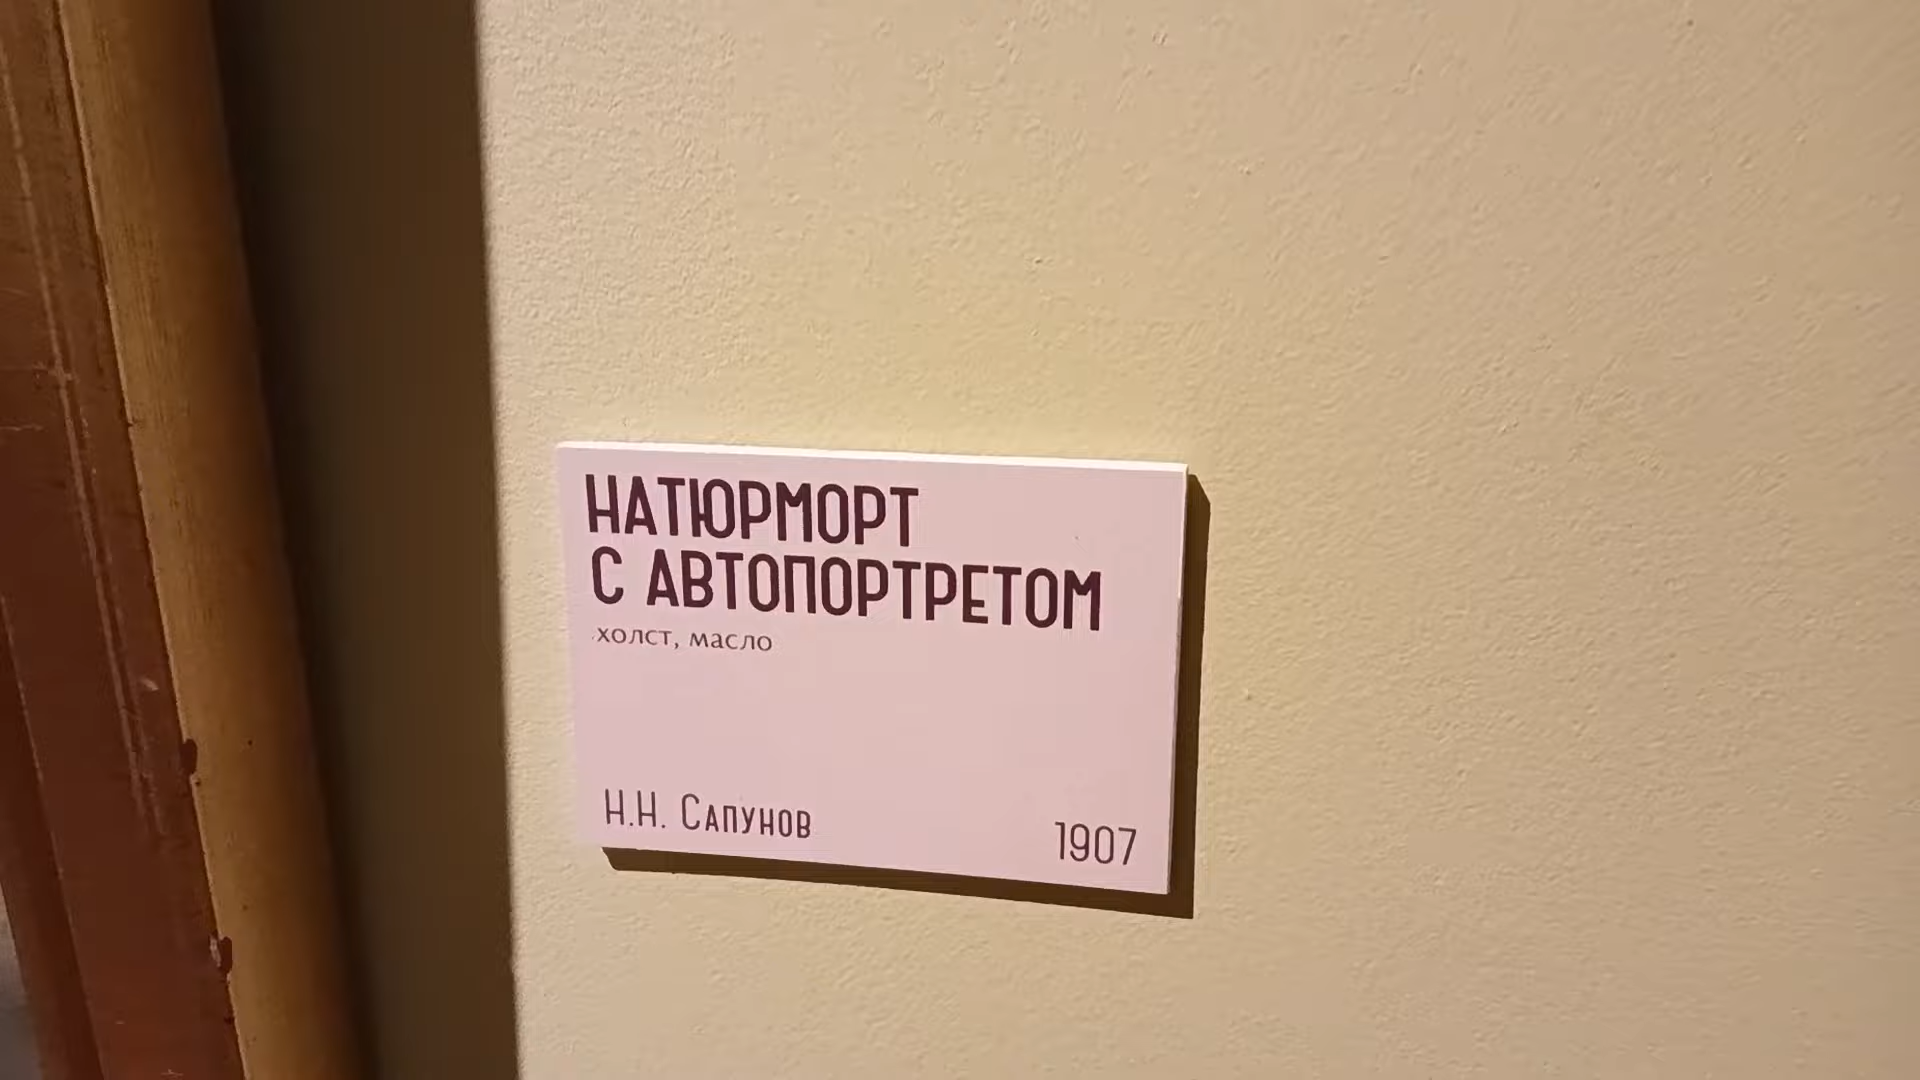 НАТЮРМОРТ
С АВТОПОРТРЕТОМ
холст, масло
Н.Н. Сапунов
1907